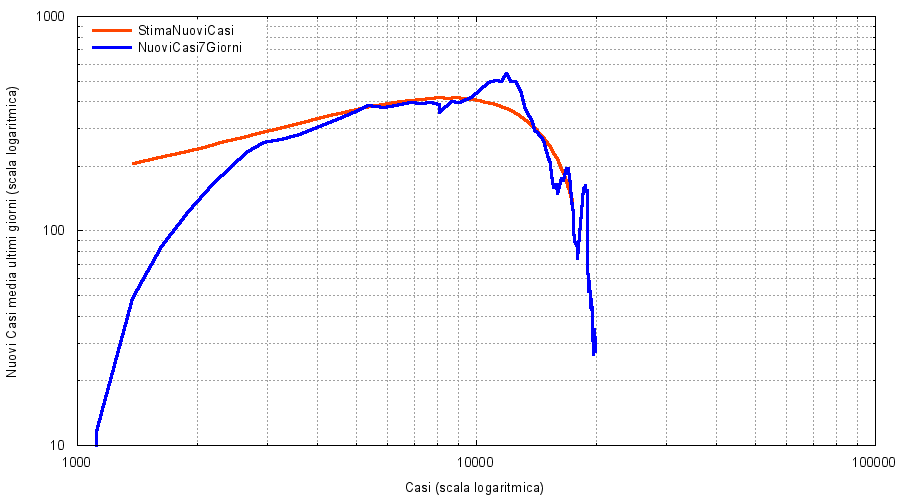 1000
StimaNuoviCasi
NuoviCasi7Giorni
100
10
Nuovi Casi media ultimi giorni (scala logaritmica)
1000
10000
100000
Casi (scala logaritmica)